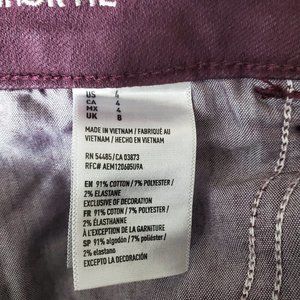 US 4
CA 4
MX 4
UK 8
MADE IN VIETNAM / FABRIQUÉ AU
VIETNAM / HECHO EN VIETNAM
RN 54485/CA 03873
RFC# AEM120605U9A
EN 91% COTTON / 7% POLYESTER /
2% ELASTANE
EXCLUSIVE OF DECORATION
FR 91% COTON / 7% POLYESTER /
2% ÉLASTHANNE
À L'EXCEPTION DE LA GARNITURE
SP 91% algodón / 7% poliéster /
2% elasteno
EXCEPTO LA DECORACIÓN